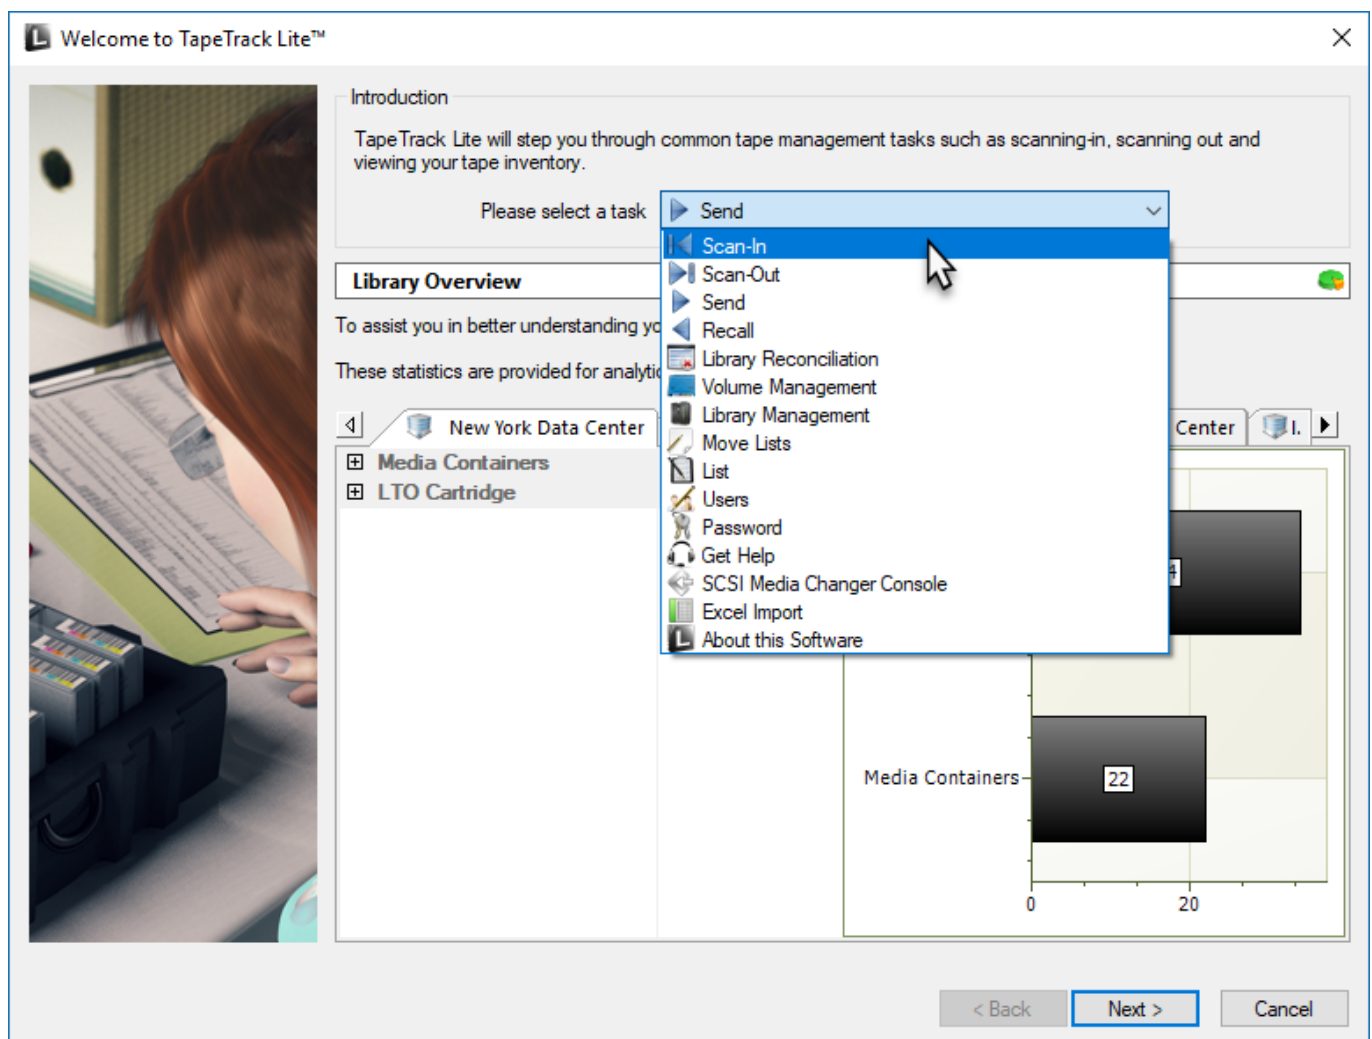 Welcome to TapeTrack Lite™
Introduction
TapeTrack Lite will step you through common tape management tasks such as scanning-in, scanning out and
viewing your tape inventory.
Please select a task
Send
Scan-In
Scan-Out
Send
Recall
Library Reconciliation
Volume Management
Library Management
Move Lists
List
Users
Password
Get Help
SCSI Media Changer Console
Excel Import
About this Software
Library Overview
To assist you in better understanding
These statistics are provided for
New York Data Center
Center
Media Containers
LTO Cartridge
4
Media Containers
22
0
20
< Back
Next >
Cancel